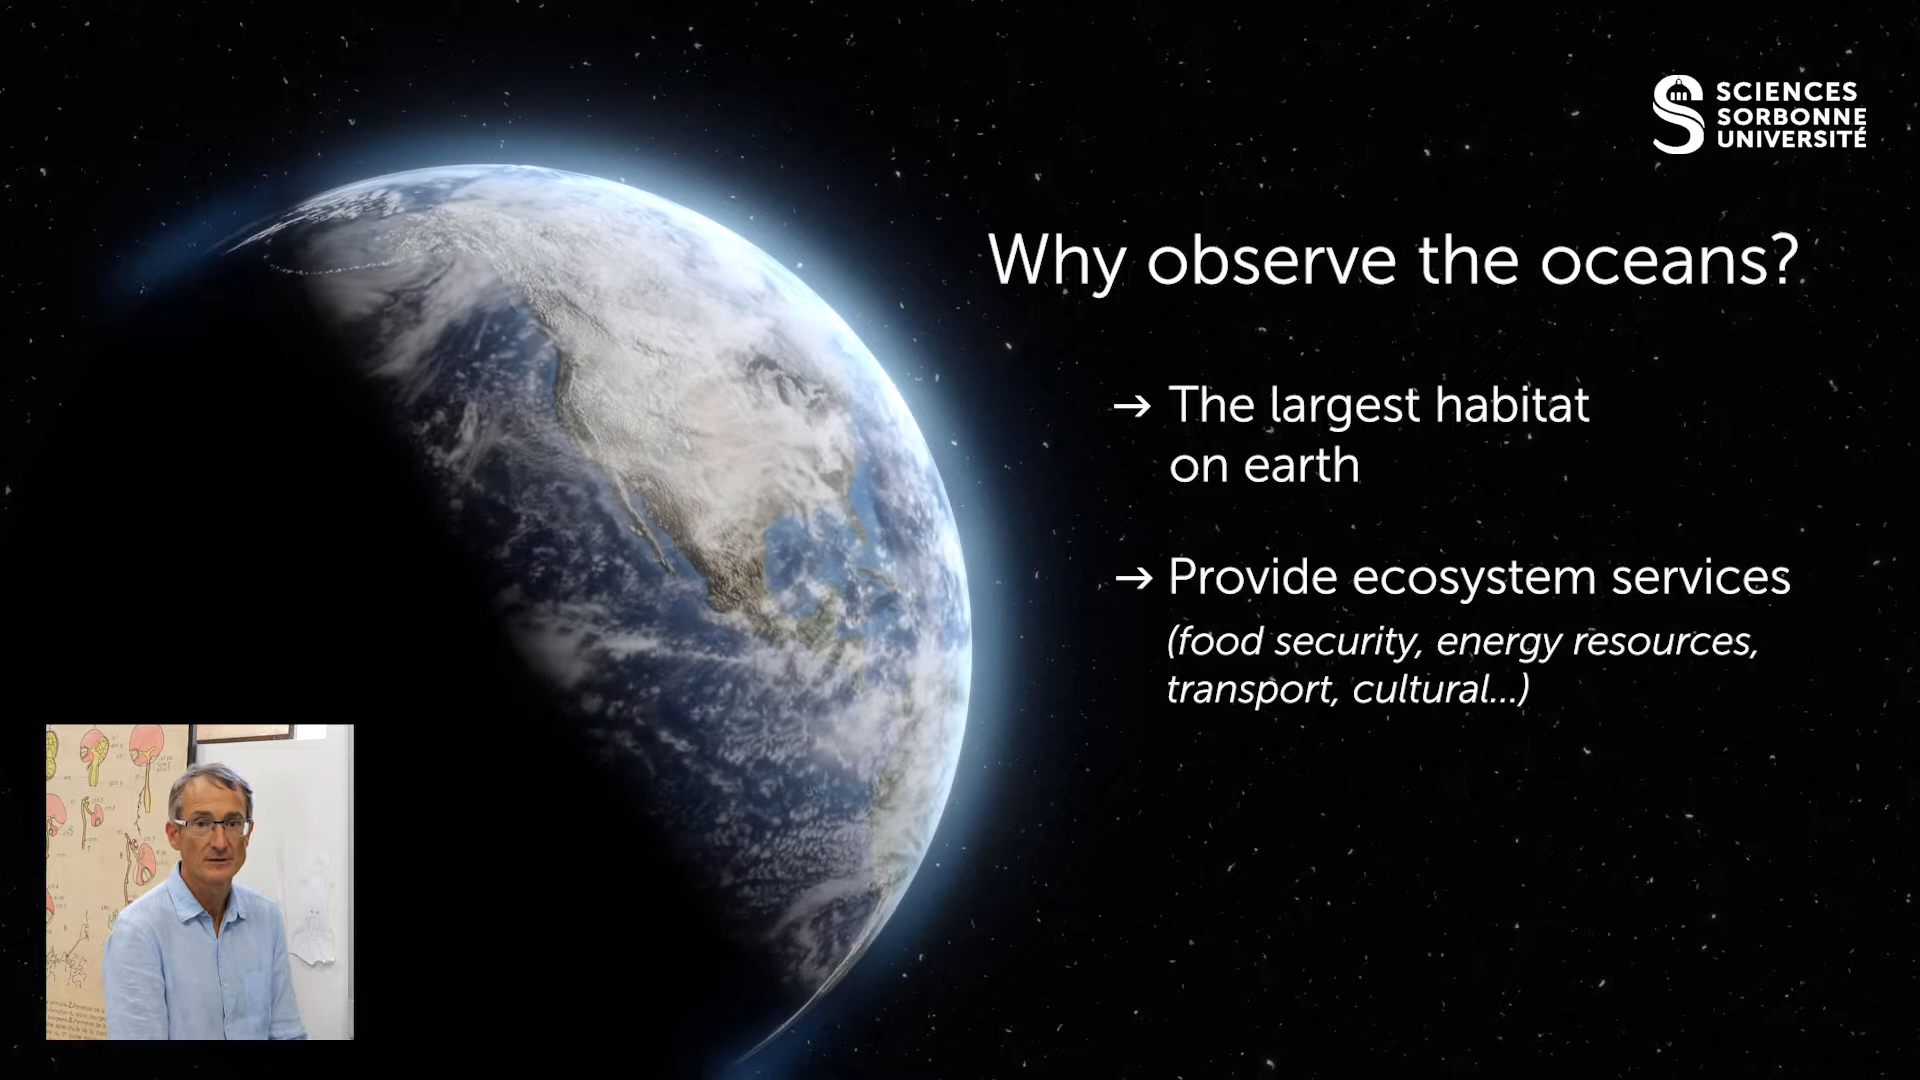 SCIENCES
SORBONNE
UNIVERSITÉ
Why observe the oceans?
→ The largest habitat
on earth
→ Provide ecosystem services
(food security, energy resources,
transport, cultural...)